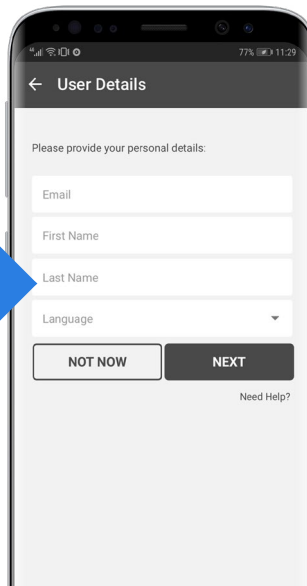 77% 11:29
User Details
Please provide your personal details:
Email
First Name
Last Name
Language
NOT NOW NEXT
Need Help?